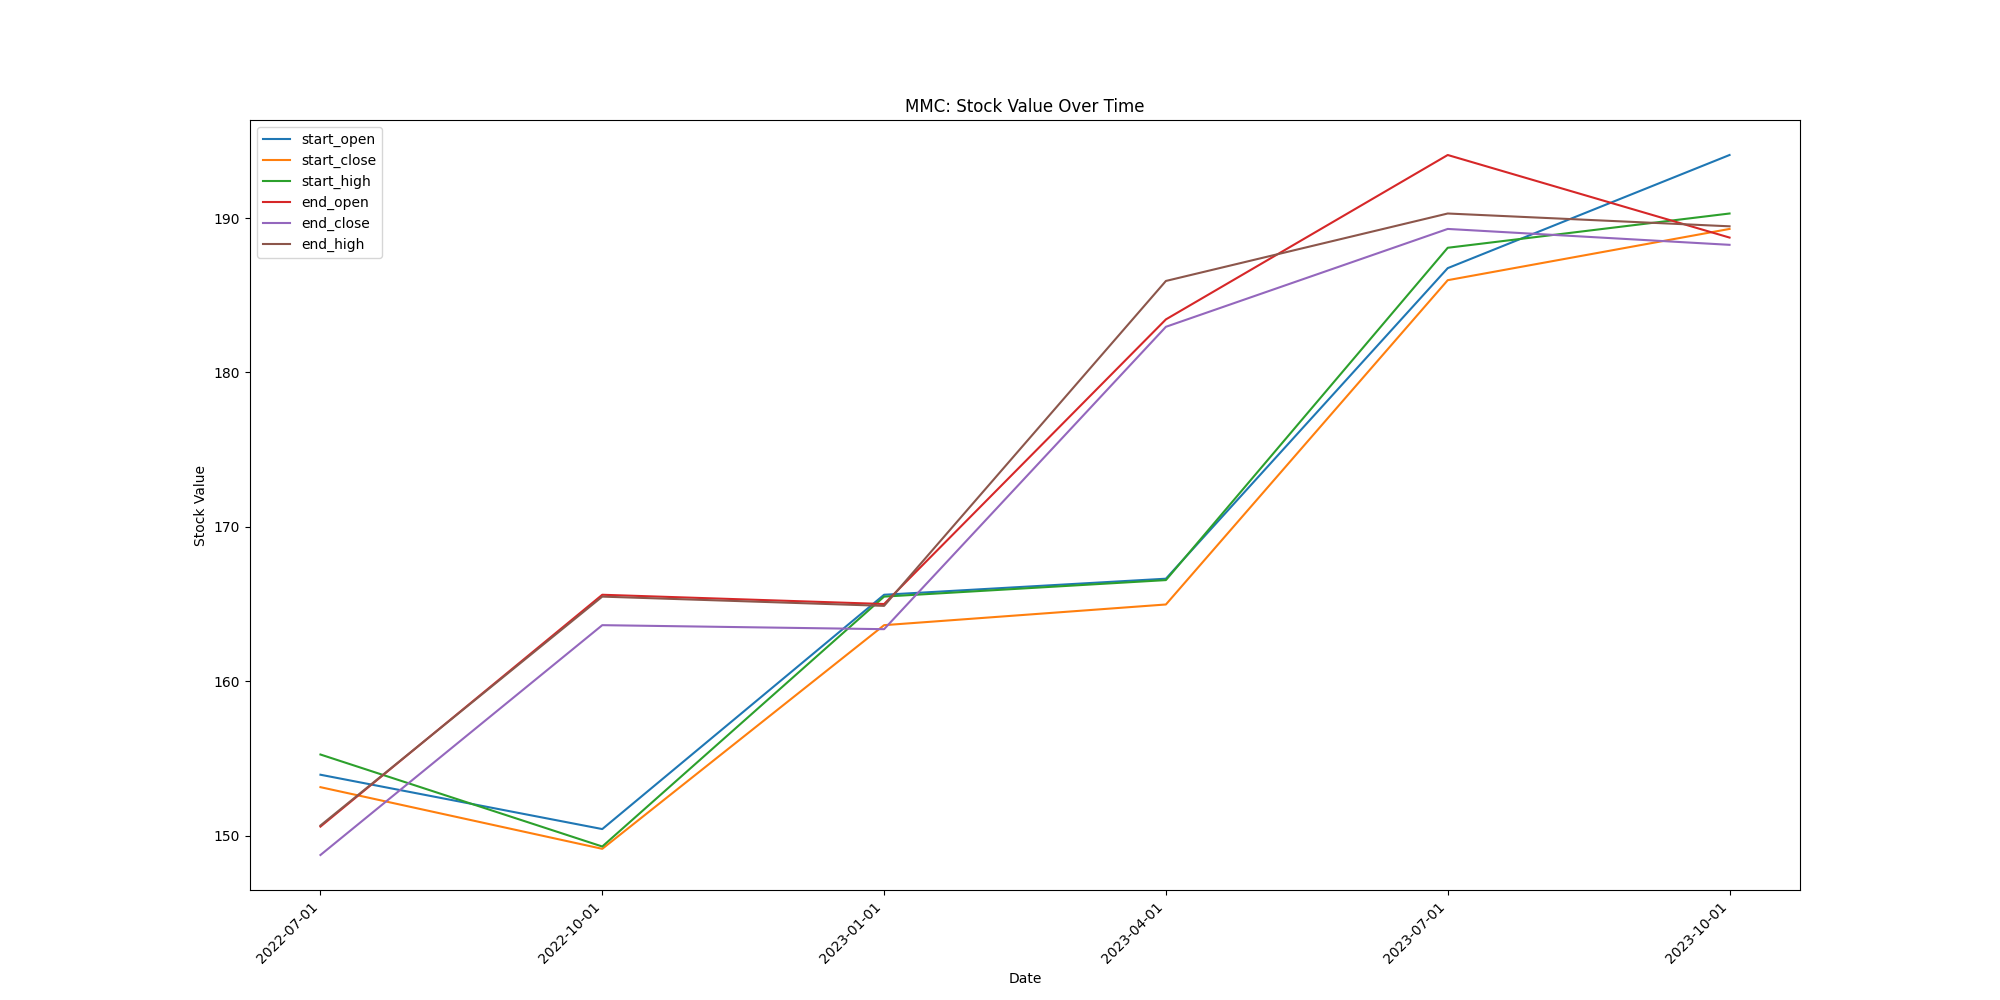 MMC: Stock Value Over Time
start_open
start_close
start_high
end_open
end_close
end_high
190
180
170
160
150
Stock Value
2022-07-01
2022-10-01
2023-01-01
2023-04-01
2023-07-01
2023-10-01
Date